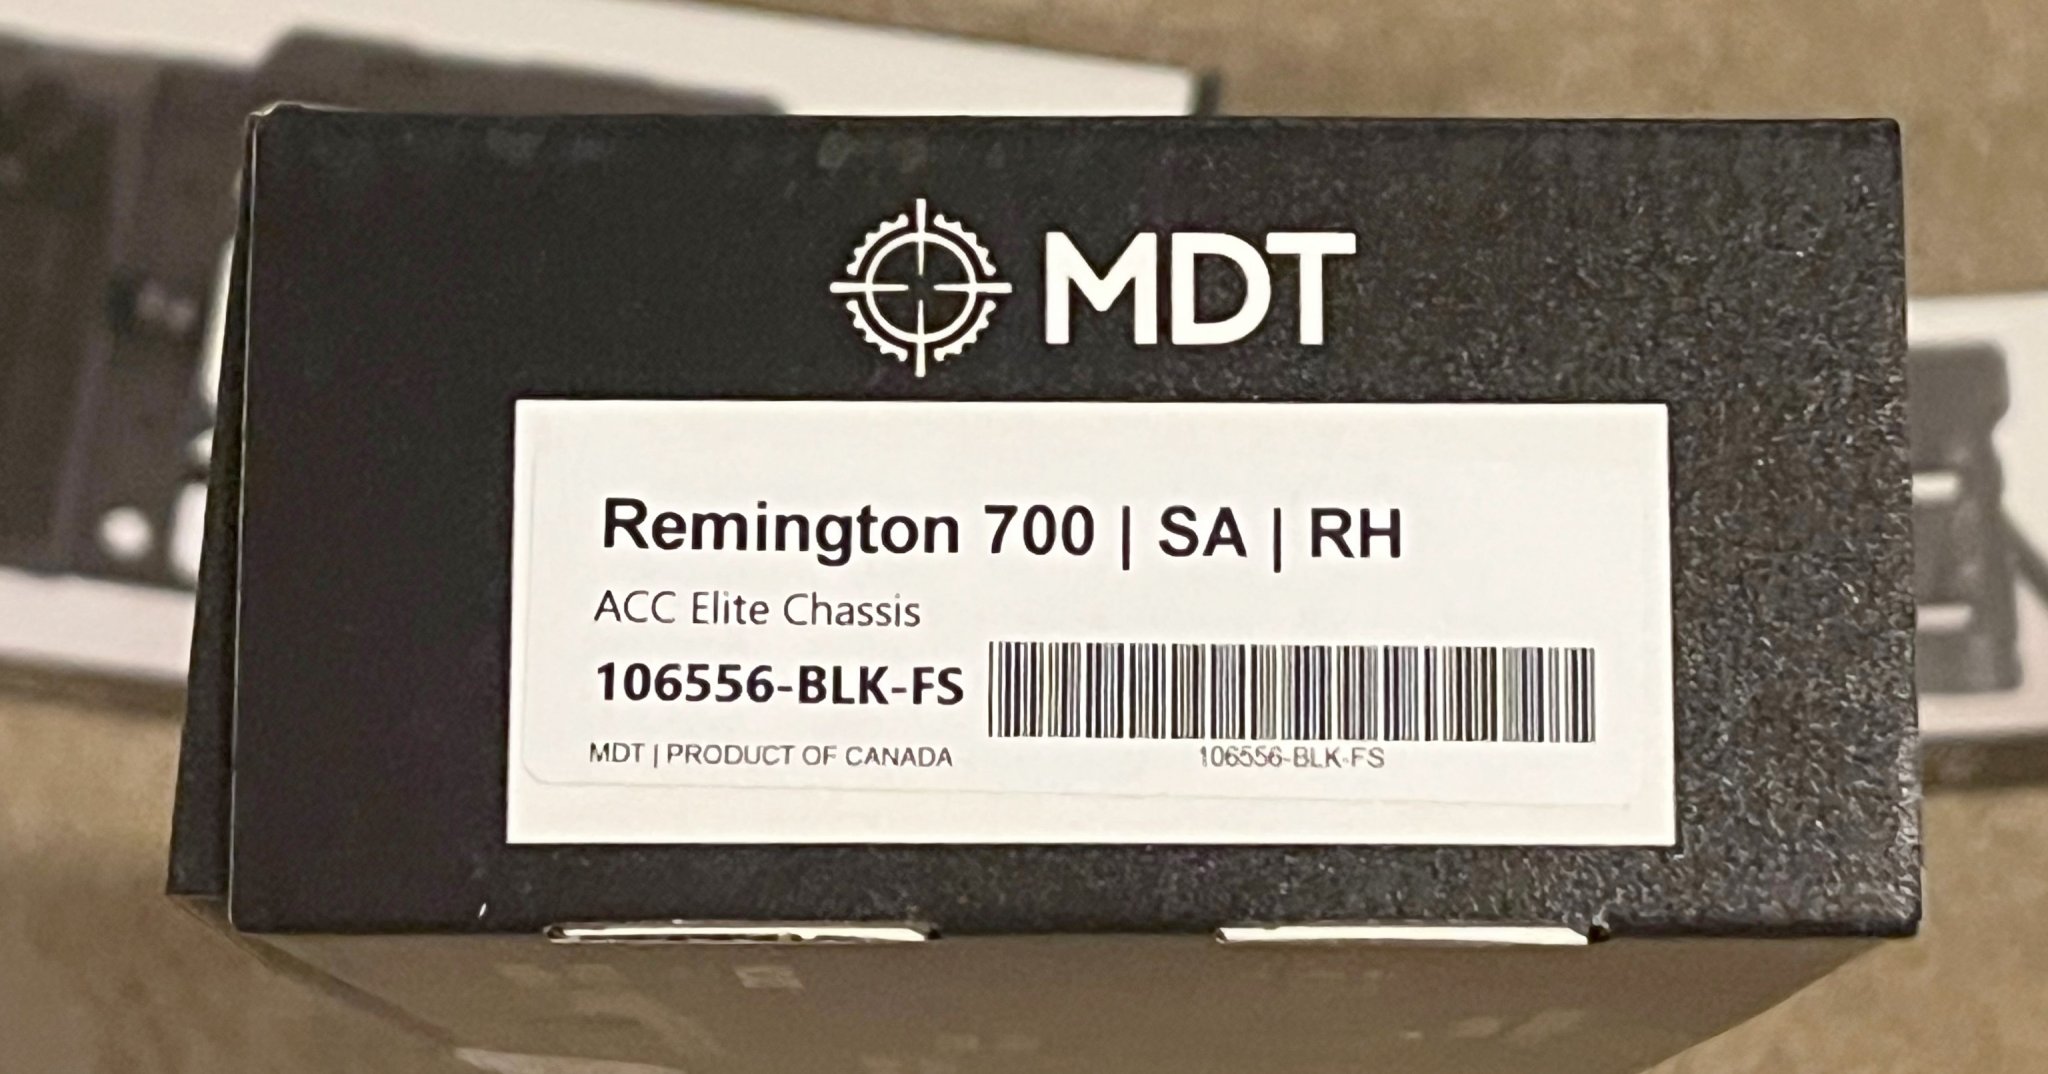 MDT
Remington 700 | SA | RH
ACC Elite Chassis
106556-BLK-FS
MDT | PRODUCT OF CANADA
106556-BLK-FS